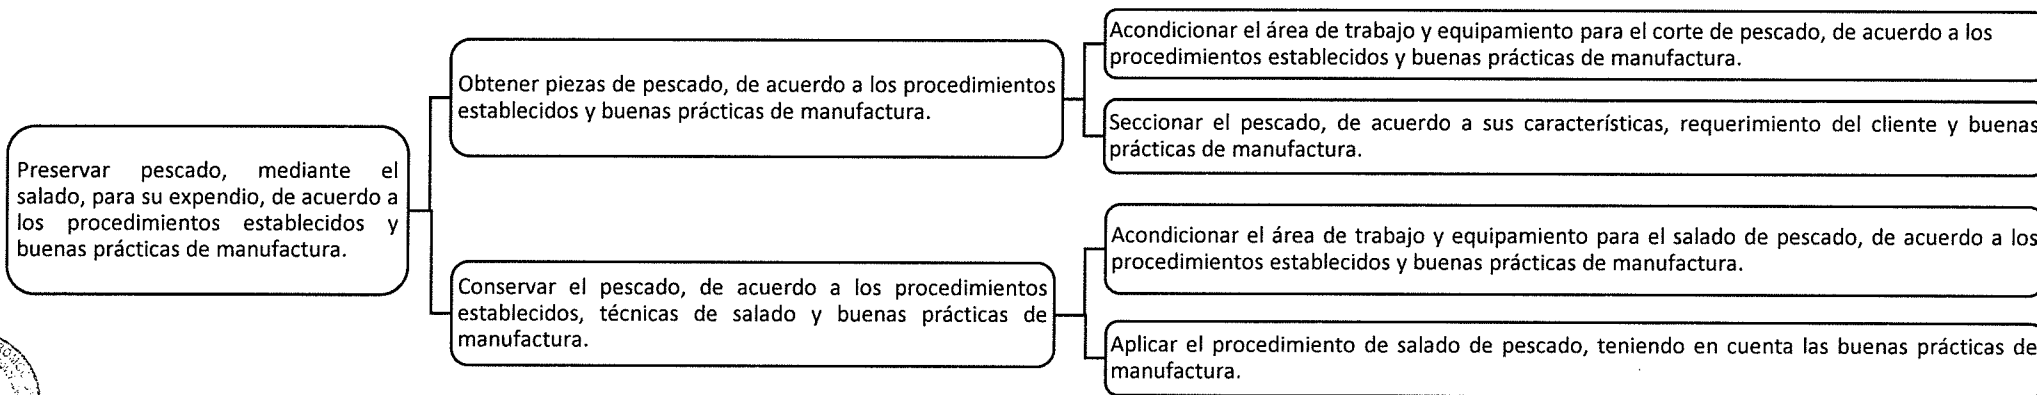 Preservar pescado, mediante el
salado, para su expendio, de acuerdo a
los procedimientos establecidos y
buenas prácticas de manufactura.
Obtener piezas de pescado, de acuerdo a los procedimientos
establecidos y buenas prácticas de manufactura.
Acondicionar el área de trabajo y equipamiento para el corte de pescado, de acuerdo a los
procedimientos establecidos y buenas prácticas de manufactura.
Seccionar el pescado, de acuerdo a sus características, requerimiento del cliente y buenas
prácticas de manufactura.
Conservar el pescado, de acuerdo a los procedimientos
establecidos, técnicas de salado y buenas prácticas de
manufactura.
Acondicionar el área de trabajo y equipamiento para el salado de pescado, de acuerdo a los
procedimientos establecidos y buenas prácticas de manufactura.
Aplicar el procedimiento de salado de pescado, teniendo en cuenta las buenas prácticas de
manufactura.